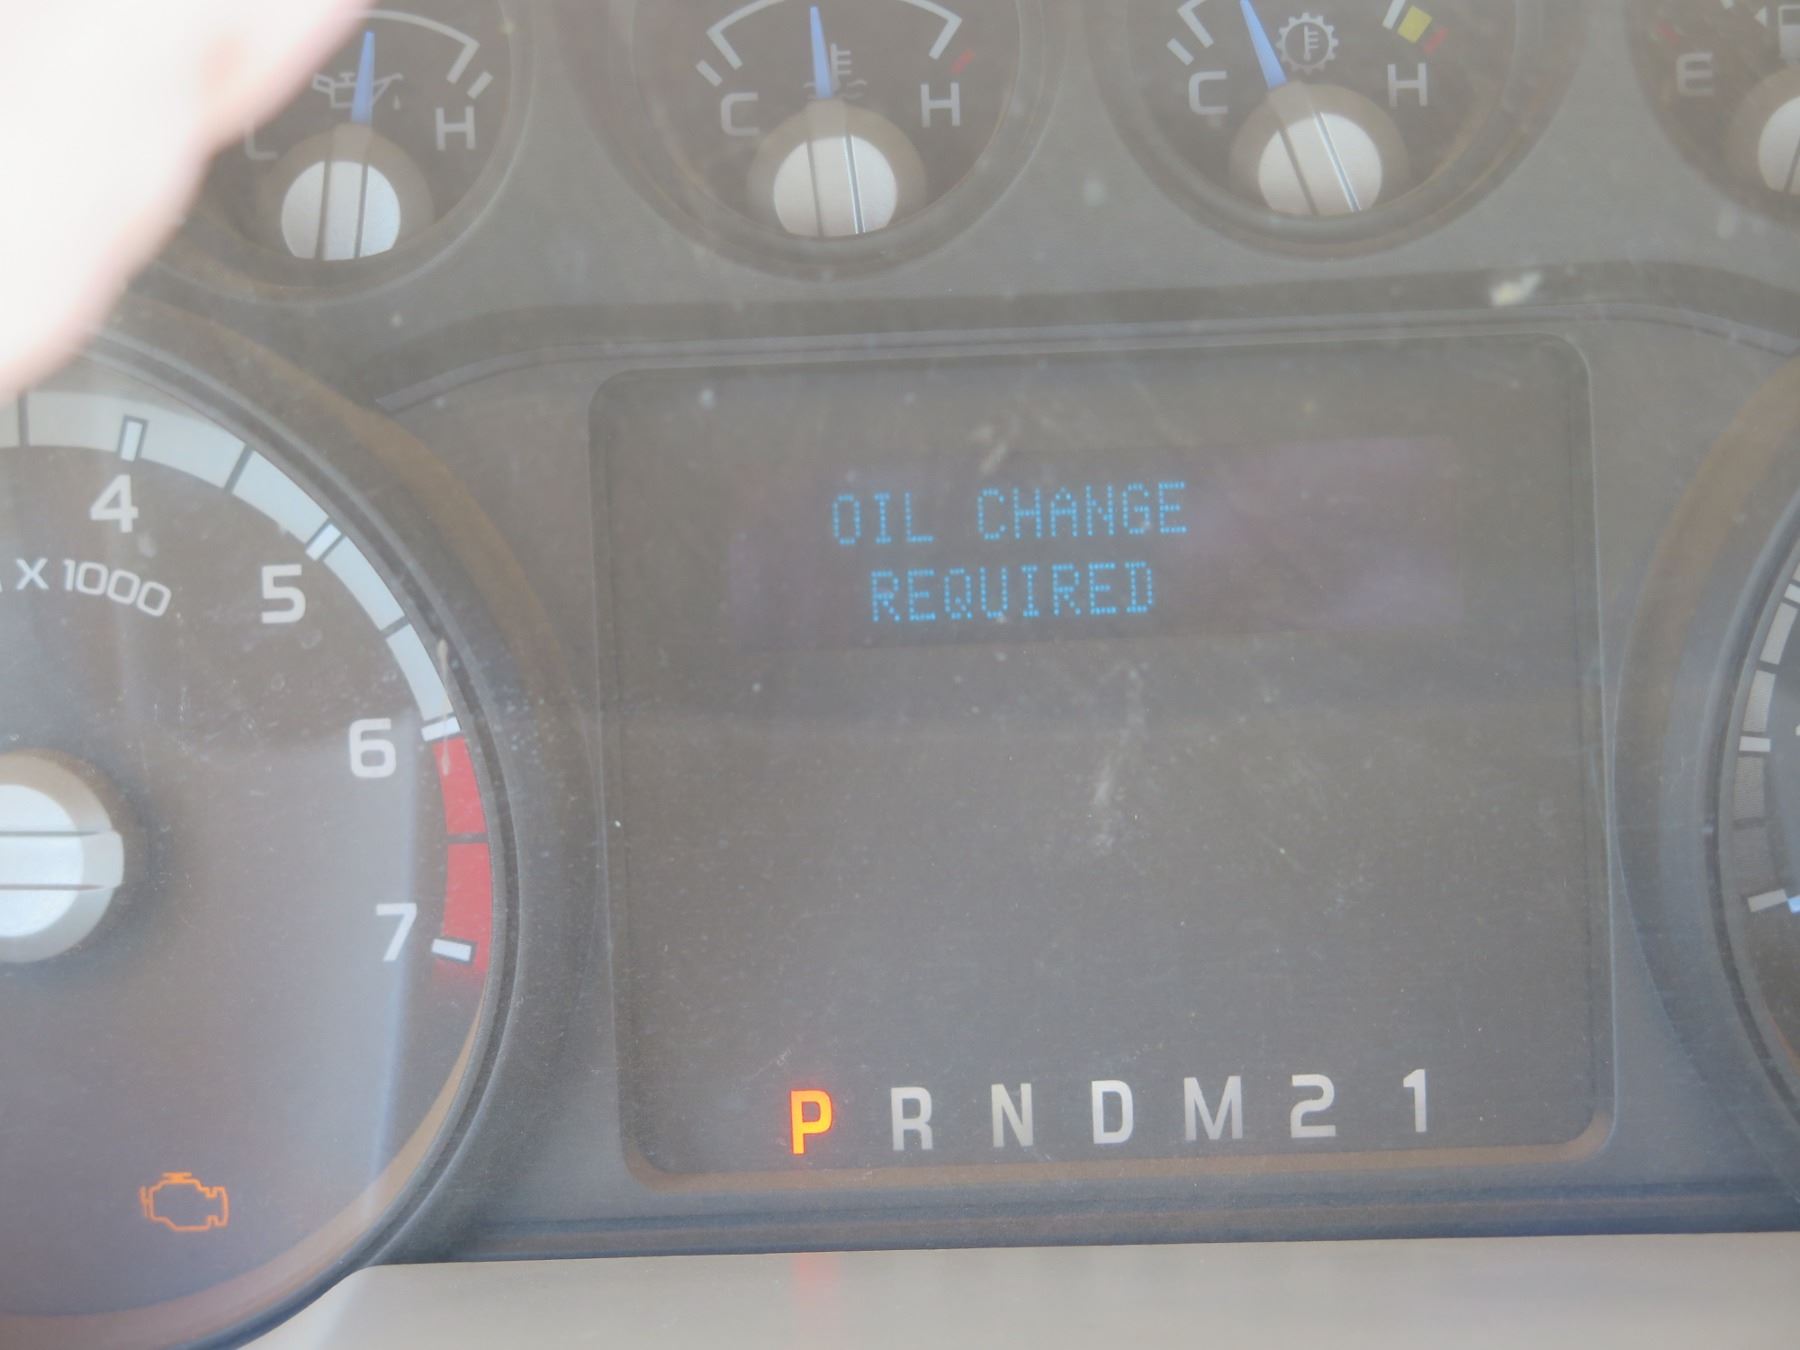 L H
C H
C H
E
OIL CHANGE
REQUIRED
4
X 1000
5
6
7
P R N D M 2 1